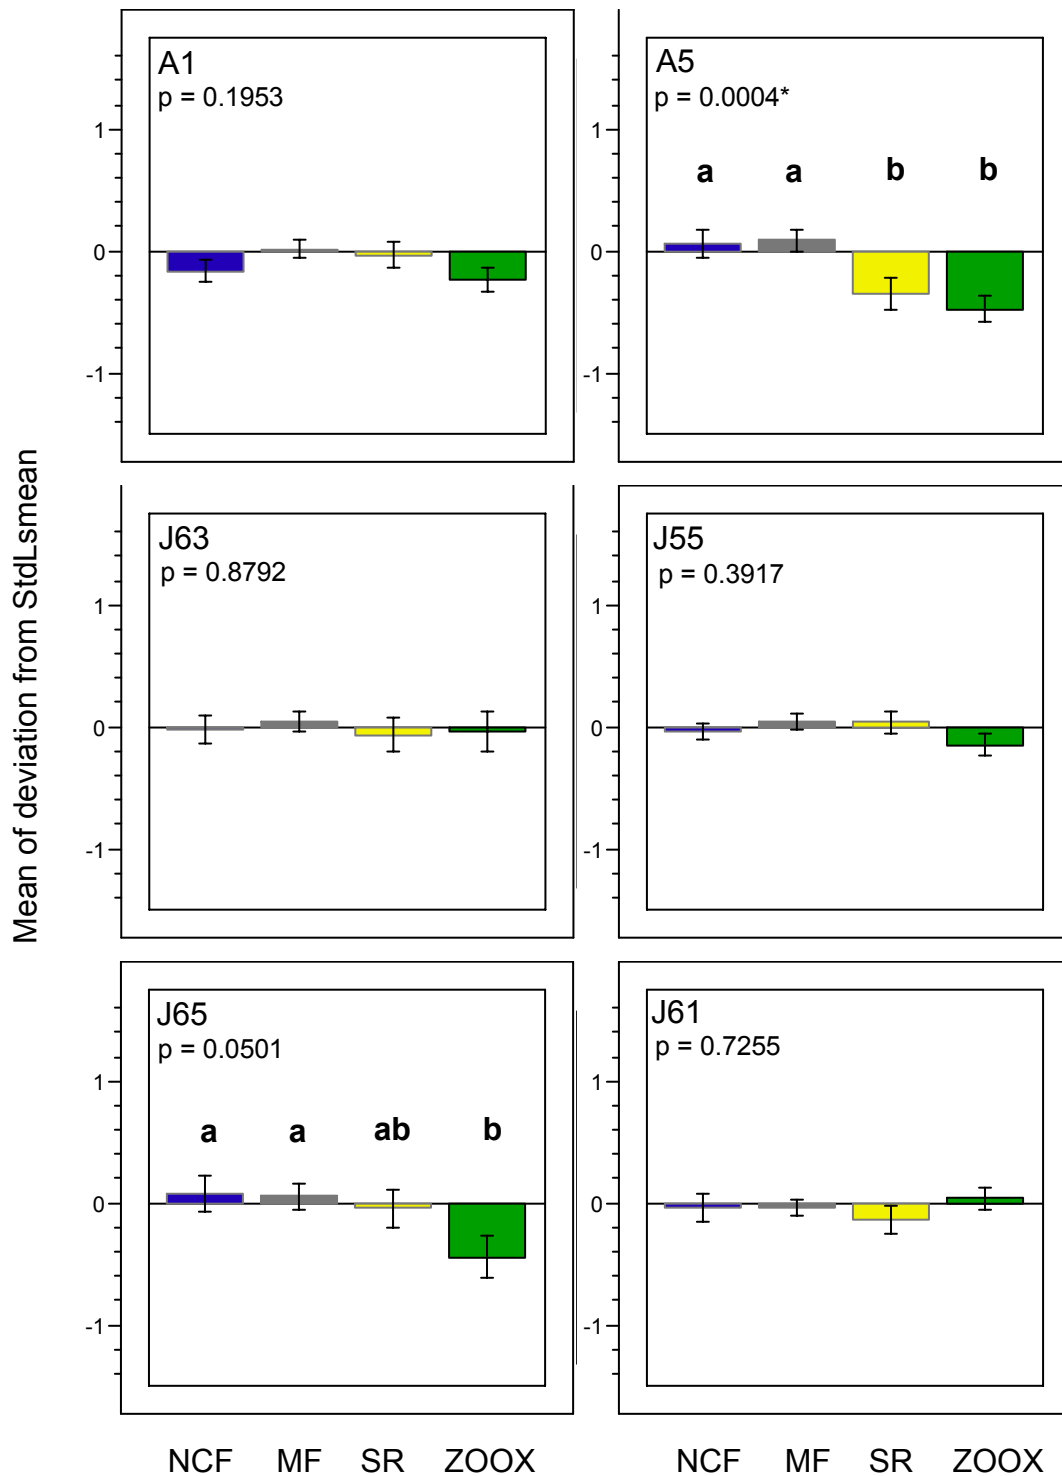 Mean of deviation from StdLsmean
A1
p = 0.1953
1
0
-1
A5
p = 0.0004*
a a b b
1
0
-1
J63
p = 0.8792
1
0
-1
J55
p = 0.3917
1
0
-1
J65
p = 0.0501
a a ab b
1
0
-1
J61
p = 0.7255
1
0
-1
NCF MF SR ZOOX
NCF MF SR ZOOX